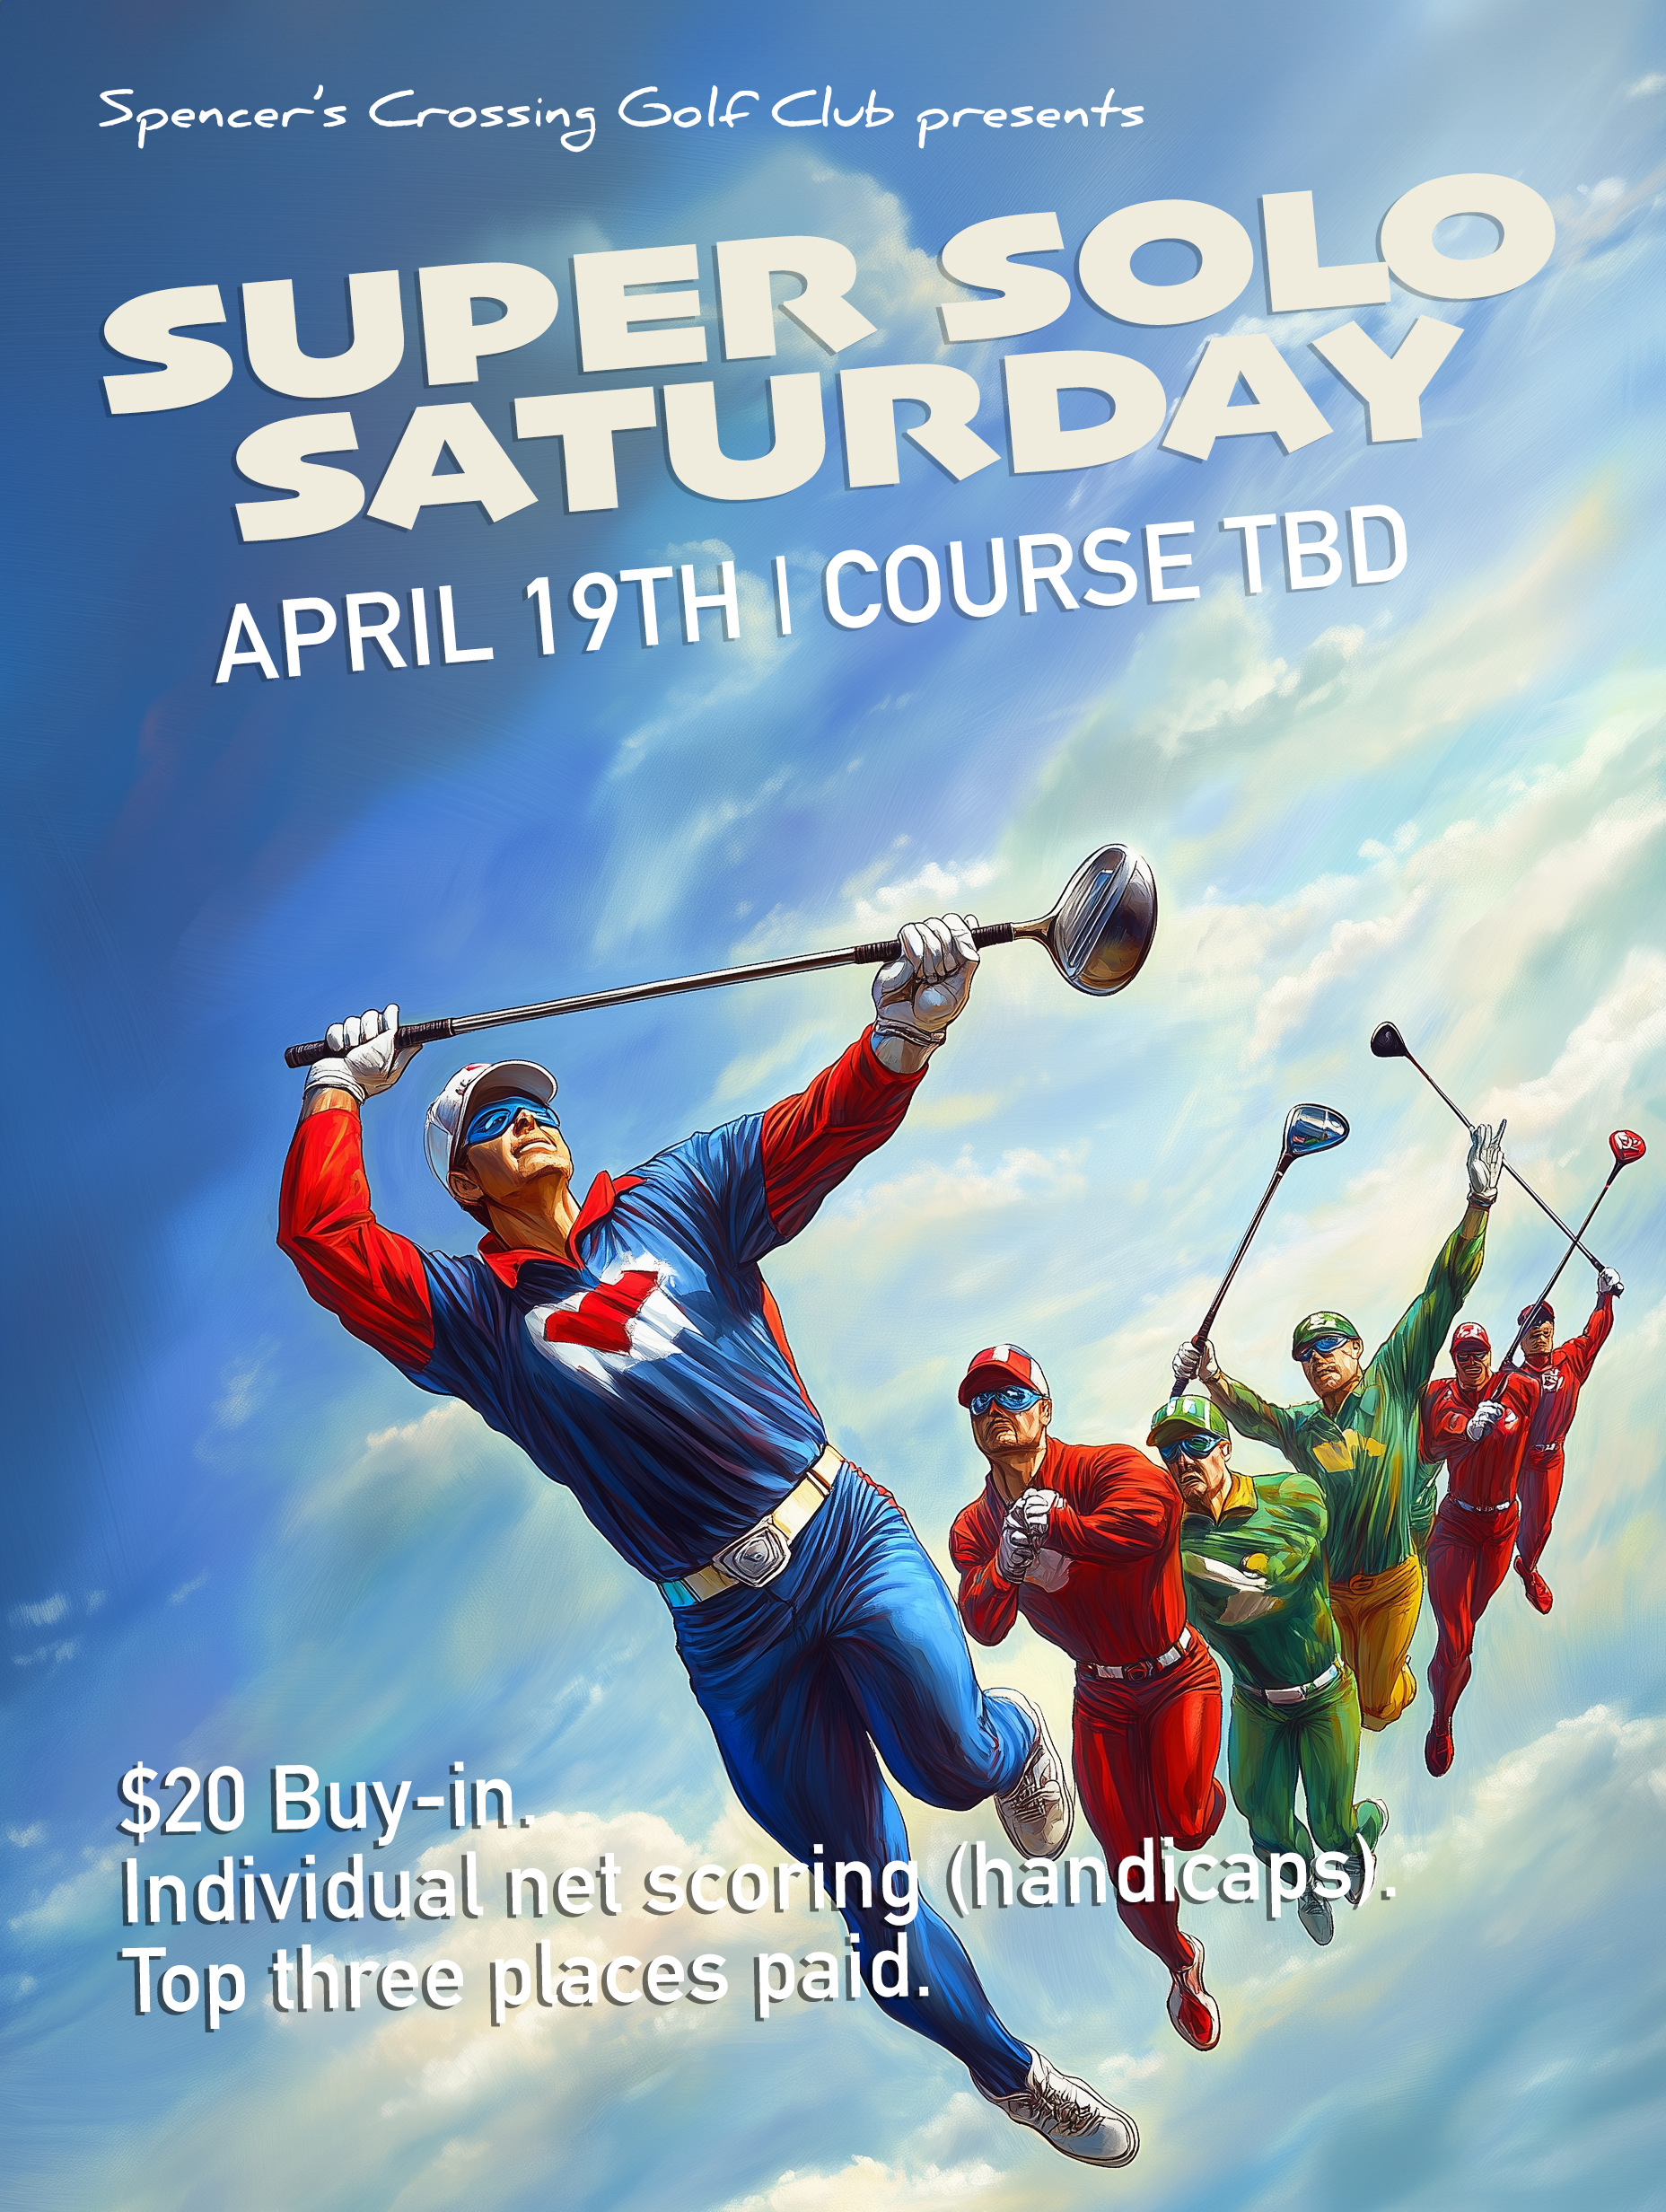 Spencer's Crossing Golf Club presents
SUPER SOLO
SATURDAY
APRIL 19TH | COURSE TBD
$20 Buy-in.
Individual net scoring (handicaps).
Top three places paid.